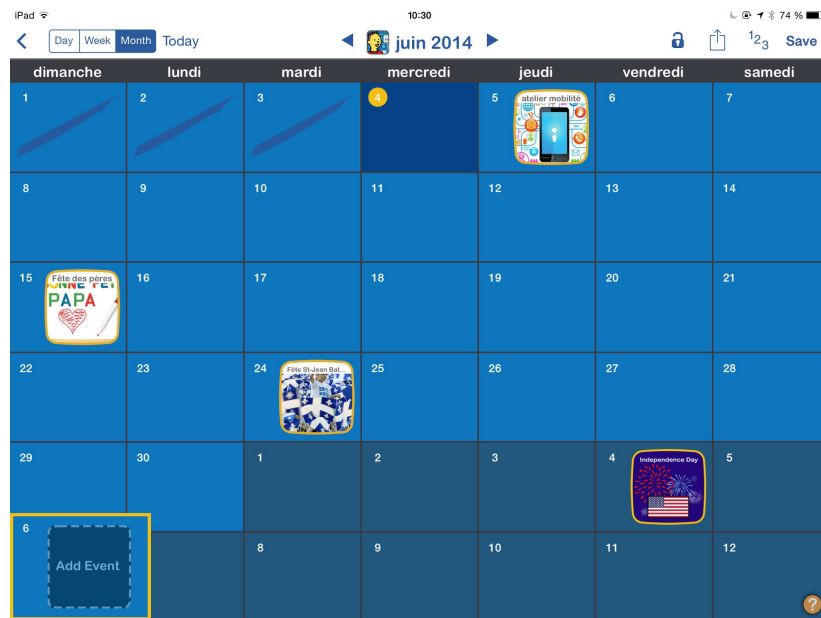 iPad 10:30 74 %
Day Week Month Today juin 2014 123 Save
dimanche lundi mardi mercredi jeudi vendredi samedi
1 2 3 4 5 atelier mobilité 6 7
8 9 10 11 12 13 14
15 Fête des pères 16 17 18 19 20 21
PAPA
22 23 24 Fête St-Jean Bat... 25 26 27 28
29 30 1 2 3 4 Independence Day 5
6 8 9 10 11 12
Add Event
?